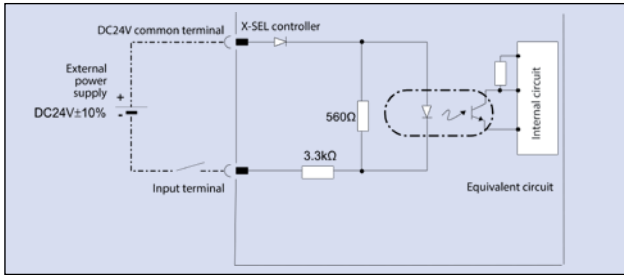 DC24V common terminal
X-SEL controller
External
power
supply
DC24V±10%
+
-
560Ω
3.3kΩ
Input terminal
Internal circuit
Equivalent circuit